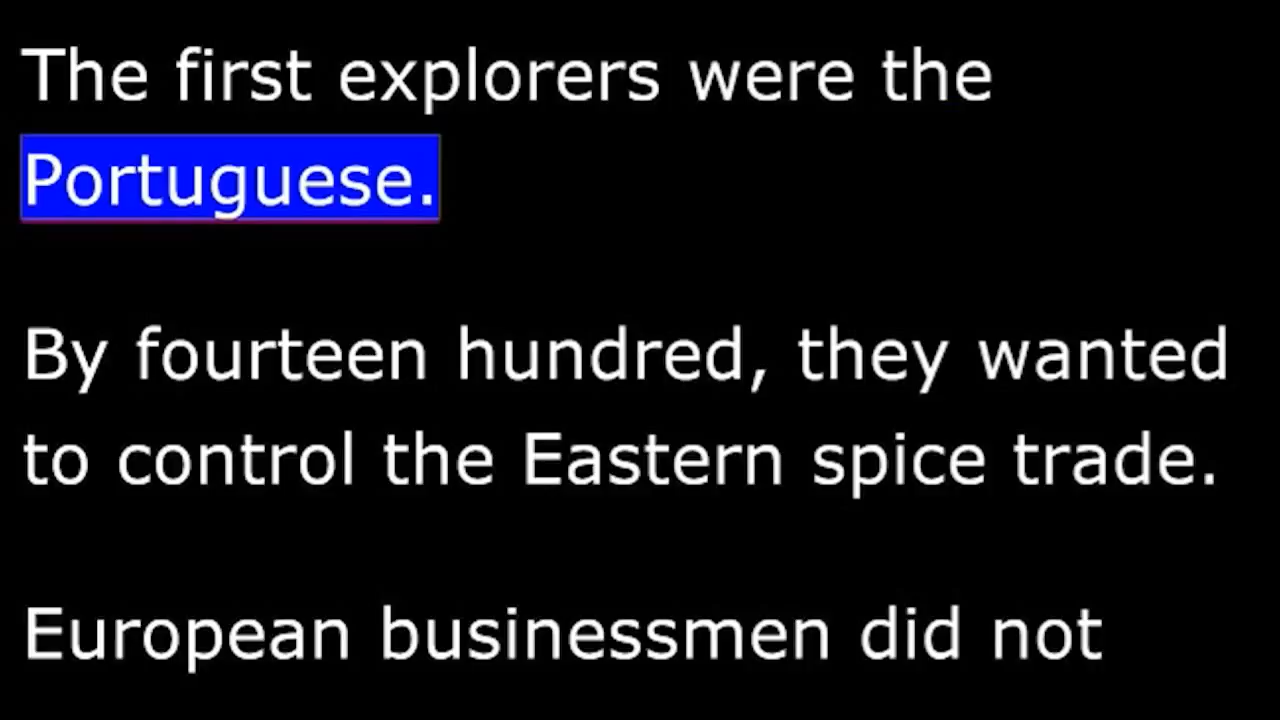 The first explorers were the
Portuguese.
By fourteen hundred, they wanted
to control the Eastern spice trade.
European businessmen did not